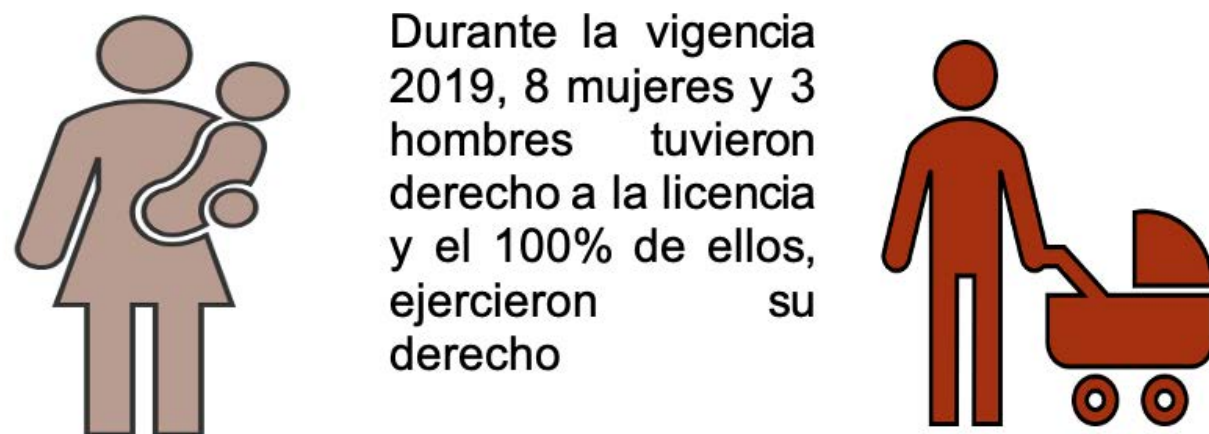 Durante la vigencia
2019, 8 mujeres y 3
hombres tuvieron
derecho a la licencia
y el 100% de ellos,
ejercieron su
derecho